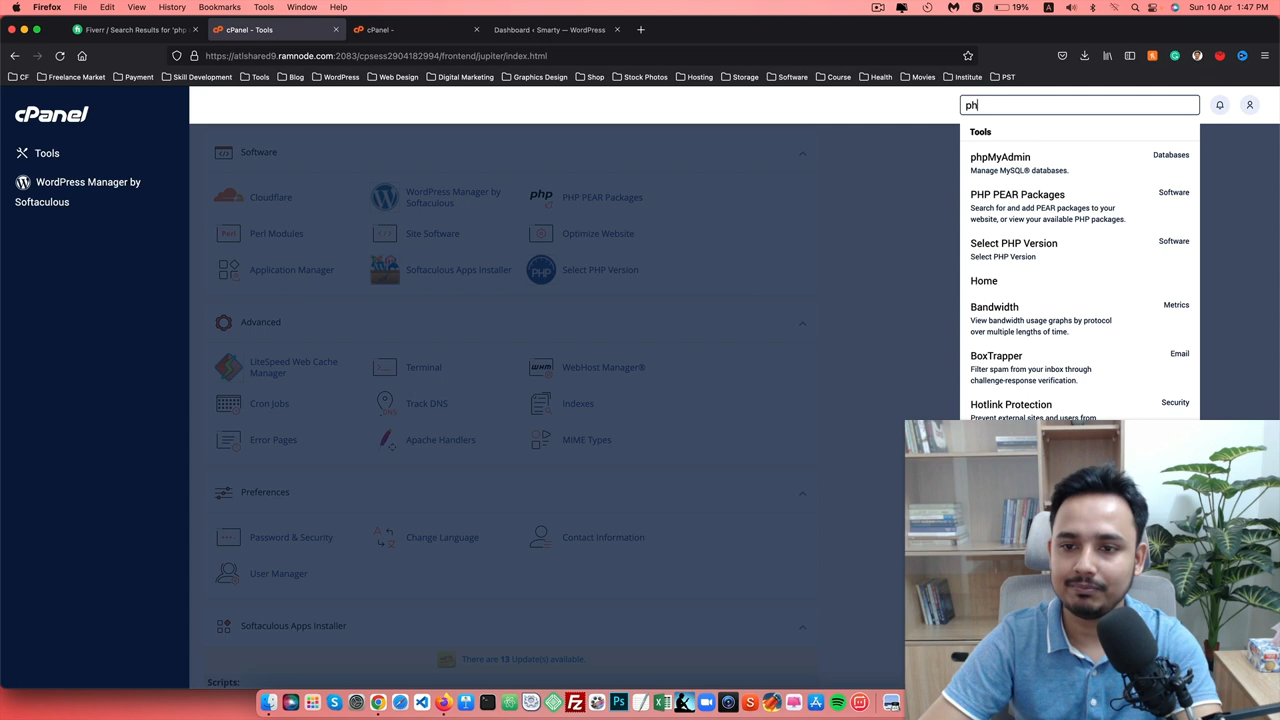 Firefox File Edit View History Bookmarks Tools Window Help
19% Sun 10 Apr 1:47 PM
Fiverr / Search Results for 'php
cPanel - Tools
cPanel -
Dashboard ‹ Smarty — WordPress
https://atlshared9.ramnode.com:2083/cpsess2904182994/frontend/jupiter/index.html
CF Freelance Market Payment Skill Development Tools Blog WordPress Web Design Digital Marketing Graphics Design Shop Stock Photos Hosting Storage Software Course Health Movies Institute PST
cPanel
Tools
WordPress Manager by
Softaculous
ph
Tools
phpMyAdmin Databases
Manage MySQL® databases.
PHP PEAR Packages Software
Search for and add PEAR packages to your
website, or view your available PHP packages.
Select PHP Version Software
Select PHP Version
Home
Bandwidth Metrics
View bandwidth usage graphs by protocol
over multiple lengths of time.
BoxTrapper Email
Filter spam from your inbox through
challenge-response verification.
Hotlink Protection Security
Prevent external sites and users from
Software
Cloudflare
WordPress Manager by
Softaculous
PHP PEAR Packages
Perl Modules
Site Software
Optimize Website
Application Manager
Softaculous Apps Installer
Select PHP Version
Advanced
LiteSpeed Web Cache
Manager
Terminal
WebHost Manager®
Cron Jobs
Track DNS
Indexes
Error Pages
Apache Handlers
MIME Types
Preferences
Password & Security
Change Language
Contact Information
User Manager
Softaculous Apps Installer
There are 13 Update(s) available.
Scripts: